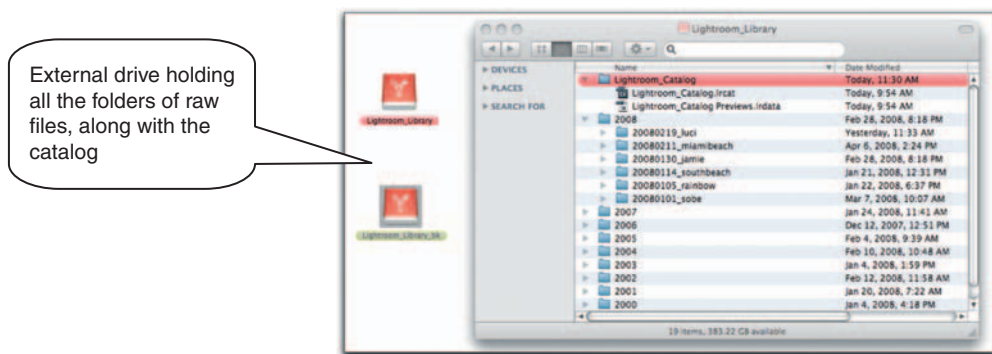 External drive holding
all the folders of raw
files, along with the
catalog
Lightroom_Library
Lightroom_Library_bk
Lightroom_Library
DEVICES
PLACES
SEARCH FOR
Name Date Modified
Lightroom_Catalog Today, 11:30 AM
Lightroom_Catalog.lrcat Today, 9:54 AM
Lightroom_Catalog Previews.lrdata Today, 9:54 AM
2008 Feb 28, 2008, 8:18 PM
20080219_luci Yesterday, 11:33 AM
20080211_miamibeach Apr 6, 2008, 2:24 PM
20080130_jamie Feb 28, 2008, 8:18 PM
20080114_southbeach Jan 21, 2008, 12:31 PM
20080105_rainbow Jan 22, 2008, 6:37 PM
20080101_sobe Mar 7, 2008, 10:07 AM
2007 Jan 24, 2008, 11:41 AM
2006 Dec 12, 2007, 12:51 PM
2005 Feb 4, 2008, 9:39 AM
2004 Feb 10, 2008, 10:48 AM
2003 Jan 4, 2008, 1:59 PM
2002 Feb 12, 2008, 11:58 AM
2001 Jan 20, 2008, 7:22 AM
2000 Jan 4, 2008, 4:18 PM
19 items, 383.22 GB available